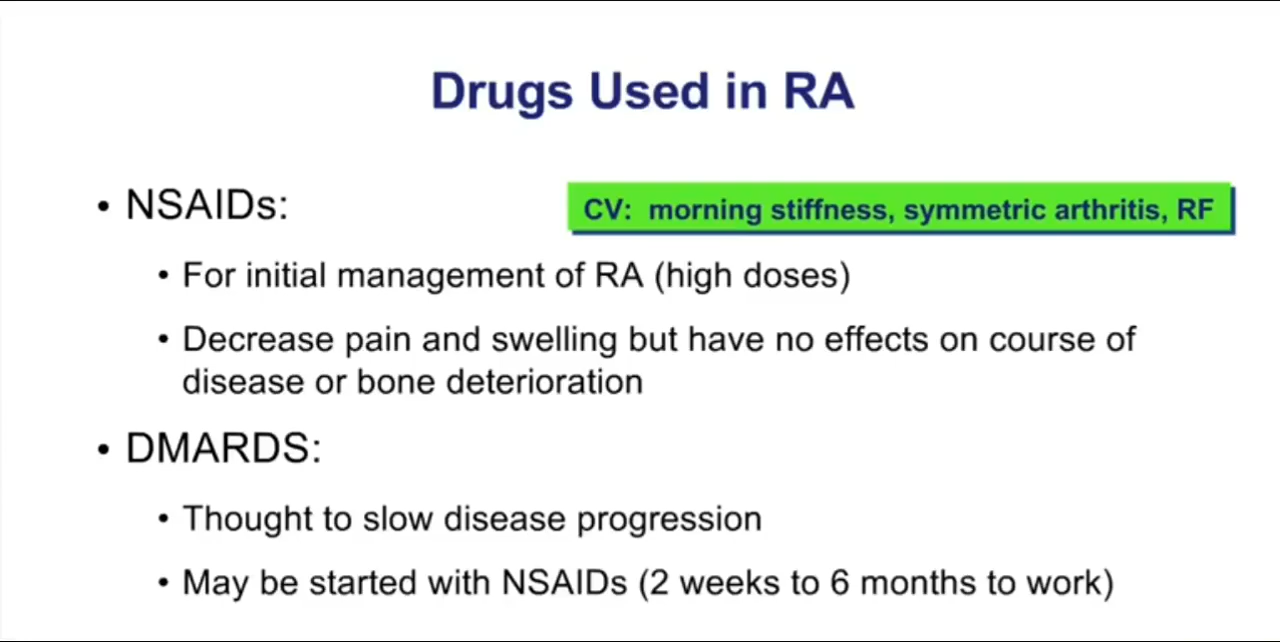 Drugs Used in RA
• NSAIDs:
CV: morning stiffness, symmetric arthritis, RF
• For initial management of RA (high doses)
• Decrease pain and swelling but have no effects on course of
disease or bone deterioration
• DMARDS:
• Thought to slow disease progression
• May be started with NSAIDs (2 weeks to 6 months to work)